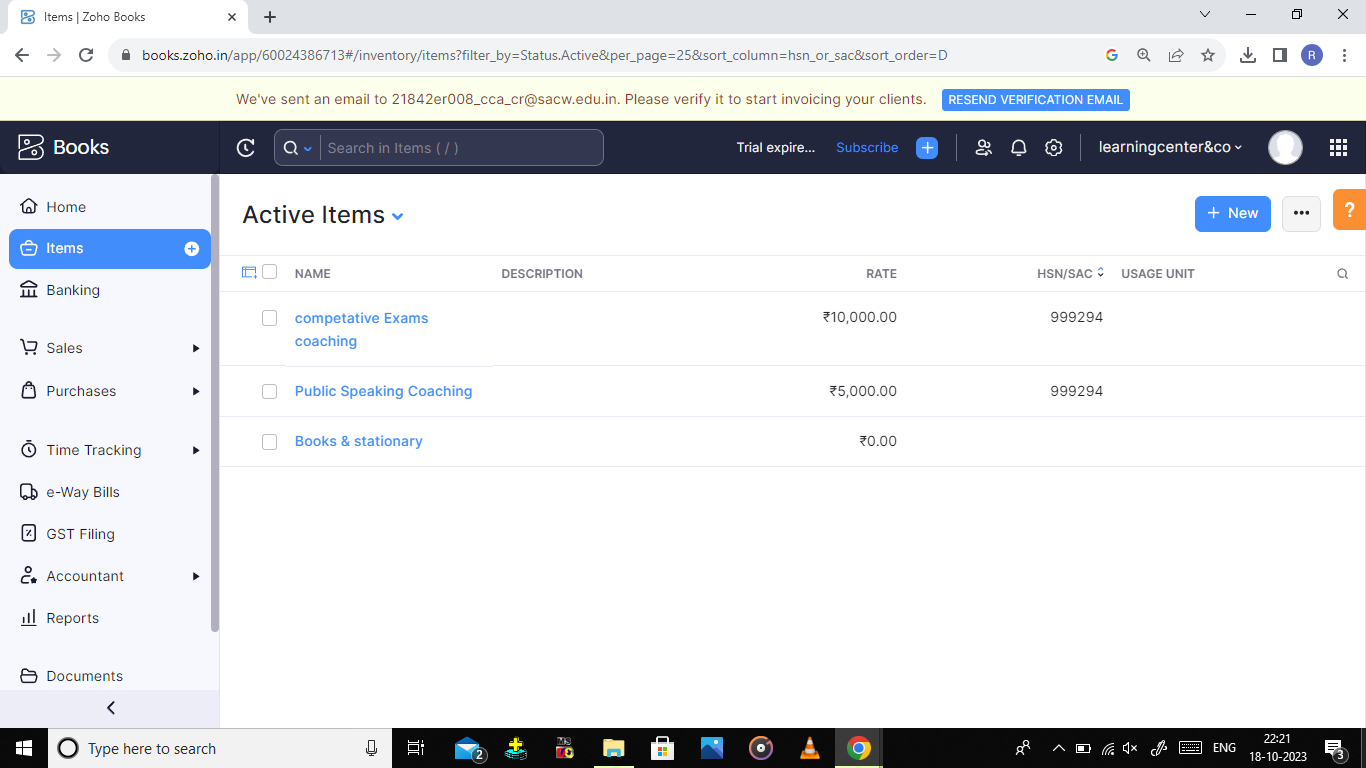 Items | Zoho Books
books.zoho.in/app/60024386713#/inventory/items?filter_by=Status.Active&per_page=25&sort_column=hsn_or_sac&sort_order=D
R
We've sent an email to 21842er008_cca_cr@sacw.edu.in. Please verify it to start invoicing your clients. RESEND VERIFICATION EMAIL
Books
Search in Items ( / )
Trial expire... Subscribe
learningcenter&co
Home
Items
Banking
Sales
Purchases
Time Tracking
e-Way Bills
GST Filing
Accountant
Reports
Documents
Active Items
+ New
?
NAME DESCRIPTION RATE HSN/SAC USAGE UNIT
competative Exams ₹10,000.00 999294
coaching
Public Speaking Coaching ₹5,000.00 999294
Books & stationary ₹0.00
Type here to search
2
ENG
22:21
18-10-2023
3